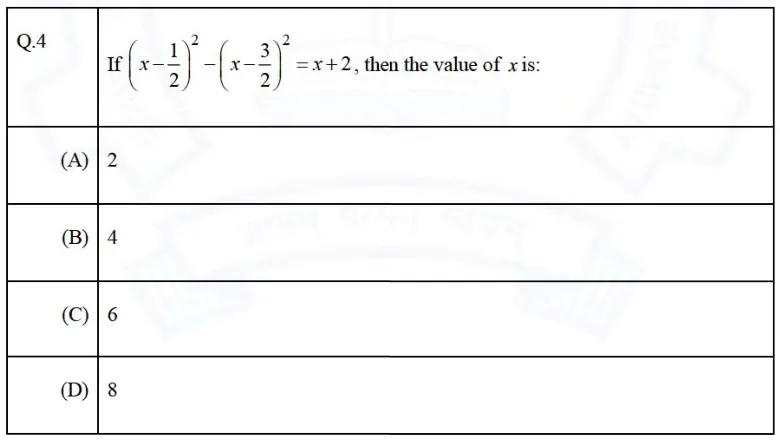 Q.4
If (x − 1/2)² − (x − 3/2)² = x + 2, then the value of x is:
(A) 2
(B) 4
(C) 6
(D) 8